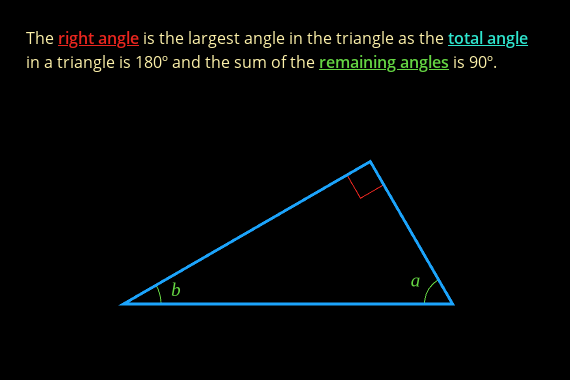 The right angle is the largest angle in the triangle as the total angle
in a triangle is 180° and the sum of the remaining angles is 90°.
a
b